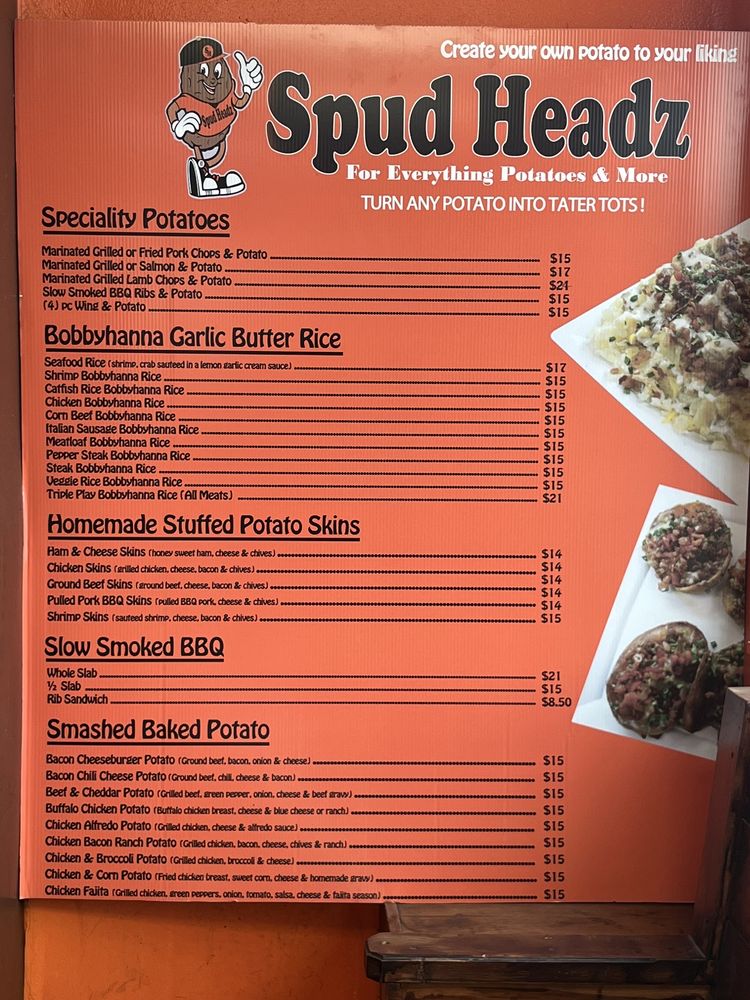 Create your own potato to your liking
Spud Headz
Spud Headz
For Everything Potatoes & More
TURN ANY POTATO INTO TATER TOTS!
Speciality Potatoes
Marinated Grilled or Fried Pork Chops & Potato $15
Marinated Grilled or Salmon & Potato $17
Marinated Grilled Lamb Chops & Potato $21
Slow Smoked BBQ Ribs & Potato $15
(4) pc Wing & Potato $15
Bobbyhanna Garlic Butter Rice
Seafood Rice (shrimp, crab sauteed in a lemon garlic cream sauce) $17
Shrimp Bobbyhanna Rice $15
Catfish Rice Bobbyhanna Rice $15
Chicken Bobbyhanna Rice $15
Corn Beef Bobbyhanna Rice $15
Italian Sausage Bobbyhanna Rice $15
Meatloaf Bobbyhanna Rice $15
Pepper Steak Bobbyhanna Rice $15
Steak Bobbyhanna Rice $15
Veggie Rice Bobbyhanna Rice $15
Triple Play Bobbyhanna Rice (All Meats) $21
Homemade Stuffed Potato Skins
Ham & Cheese Skins (honey sweet ham, cheese & chives) $14
Chicken Skins (grilled chicken, cheese, bacon & chives) $14
Ground Beef Skins (ground beef, cheese, bacon & chives) $14
$14
Pulled Pork BBQ Skins (pulled BBQ pork, cheese & chives) $14
Shrimp Skins (sauteed shrimp, cheese, bacon & chives) $15
Slow Smoked BBQ
Whole Slab $21
½ Slab $15
Rib Sandwich $8.50
Smashed Baked Potato
Bacon Cheeseburger Potato (Ground beef, bacon, onion & cheese) $15
Bacon Chili Cheese Potato (Ground beef, chili, cheese & bacon) $15
Beef & Cheddar Potato (Grilled beef, green pepper, onion, cheese & beef gravy) $15
Buffalo Chicken Potato (Buffalo chicken breast, cheese & blue cheese or ranch) $15
Chicken Alfredo Potato (Grilled chicken, cheese & alfredo sauce) $15
Chicken Bacon Ranch Potato (Grilled chicken, bacon, cheese, chives & ranch) $15
Chicken & Broccoli Potato (Grilled chicken, broccoli & cheese) $15
Chicken & Corn Potato (Fried chicken breast, sweet corn, cheese & homemade gravy) $15
Chicken Fajita (Grilled chicken, green peppers, onion, tomato, salsa, cheese & fajita season) $15